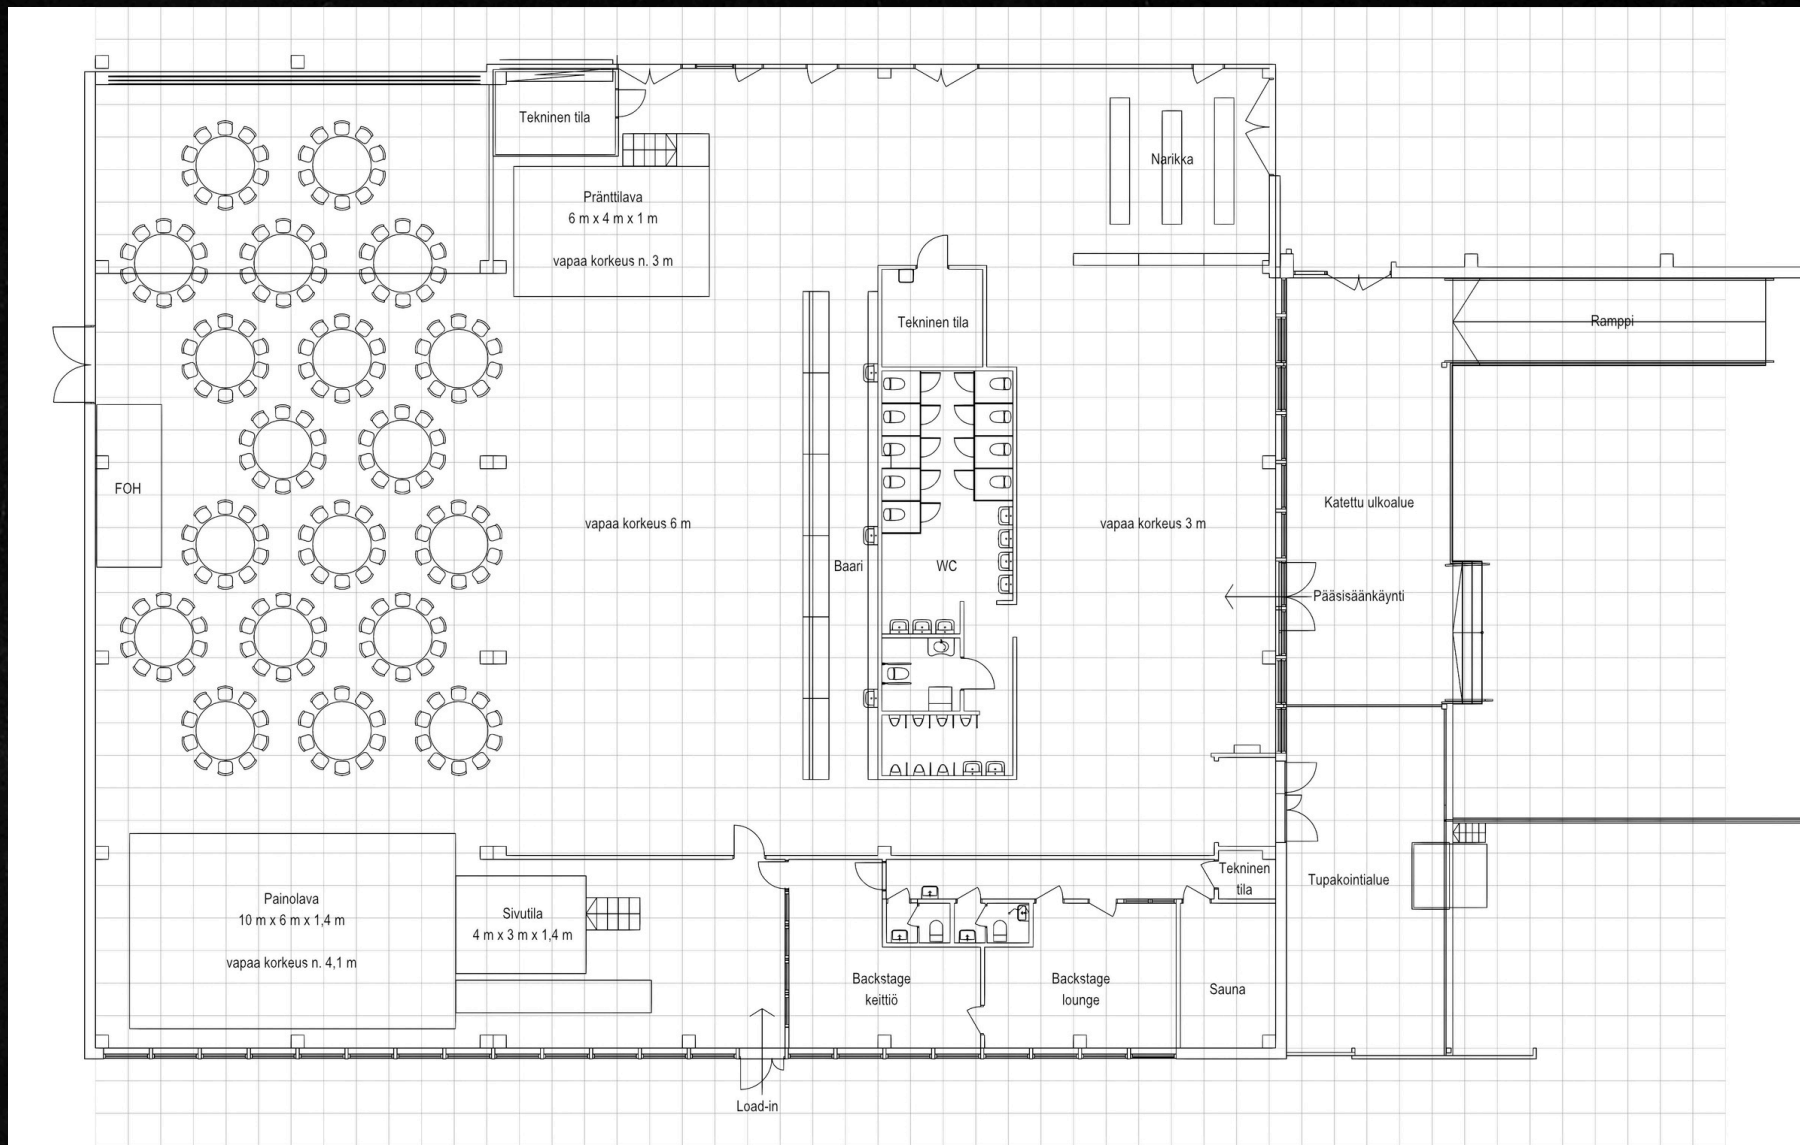 Tekninen tila
Narikka
Pränttilava
6 m x 4 m x 1 m
vapaa korkeus n. 3 m
Tekninen tila
Ramppi
FOH
vapaa korkeus 6 m
vapaa korkeus 3 m
Katettu ulkoalue
Baari
WC
Pääsisäänkäynti
Tekninen
tila
Tupakointialue
Painolava
10 m x 6 m x 1,4 m
vapaa korkeus n. 4,1 m
Sivutila
4 m x 3 m x 1,4 m
Backstage
keittiö
Backstage
lounge
Sauna
Load-in